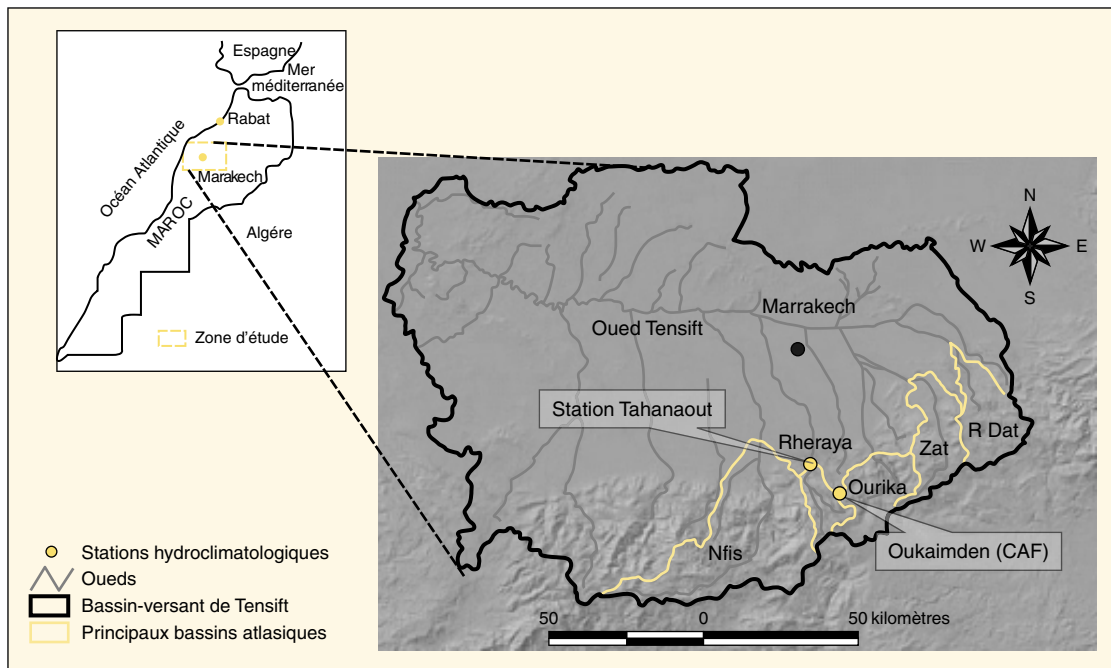 Espagne
Mer
méditerranée
Rabat
Océan Atlantique
Marakech
MAROC
Algére
Zone d'étude
N
W
E
S
Marrakech
Oued Tensift
Station Tahanaout
Rheraya
R Dat
Zat
Ourika
Oukaimden (CAF)
Nfis
Stations hydroclimatologiques
Oueds
Bassin-versant de Tensift
Principaux bassins atlasiques
50 0 50 kilomètres